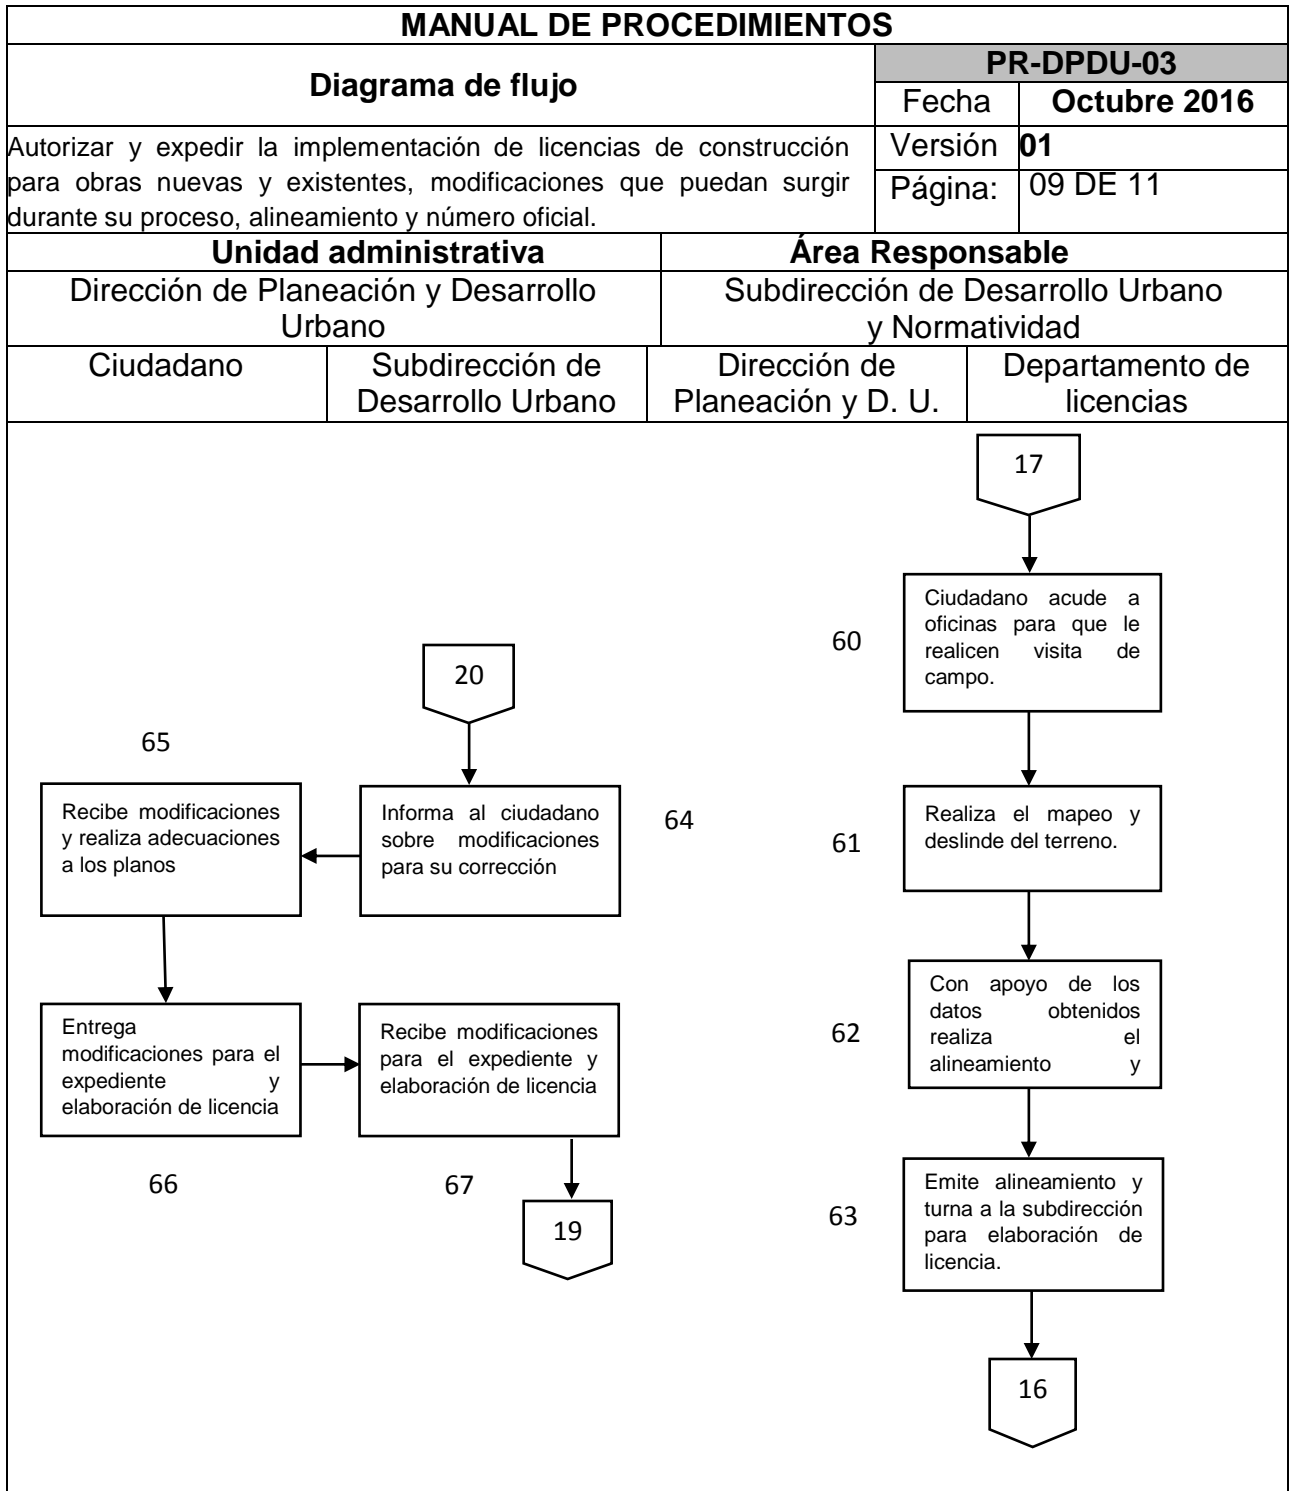 MANUAL DE PROCEDIMIENTOS
Diagrama de flujo
PR-DPDU-03
Fecha
Octubre 2016
Autorizar y expedir la implementación de licencias de construcción
para obras nuevas y existentes, modificaciones que puedan surgir
durante su proceso, alineamiento y número oficial.
Versión
01
Página:
09 DE 11
Unidad administrativa
Área Responsable
Dirección de Planeación y Desarrollo
Urbano
Subdirección de Desarrollo Urbano
y Normatividad
Ciudadano
Subdirección de
Desarrollo Urbano
Dirección de
Planeación y D. U.
Departamento de
licencias
17
60
Ciudadano acude a
oficinas para que le
realicen visita de
campo.
20
65
Recibe modificaciones
y realiza adecuaciones
a los planos
Informa al ciudadano
sobre modificaciones
para su corrección
64
61
Realiza el mapeo y
deslinde del terreno.
Entrega
modificaciones para el
expediente y
elaboración de licencia
Recibe modificaciones
para el expediente y
elaboración de licencia
62
Con apoyo de los
datos obtenidos
realiza el
alineamiento y
66
67
19
63
Emite alineamiento y
turna a la subdirección
para elaboración de
licencia.
16